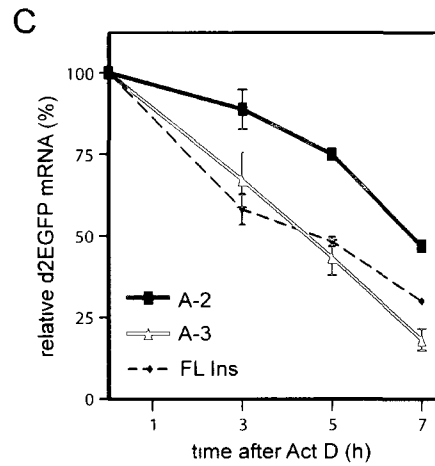 C
relative d2EGFP mRNA (%)
100
75
50
25
0
A-2
A-3
FL Ins
1
3
5
7
time after Act D (h)